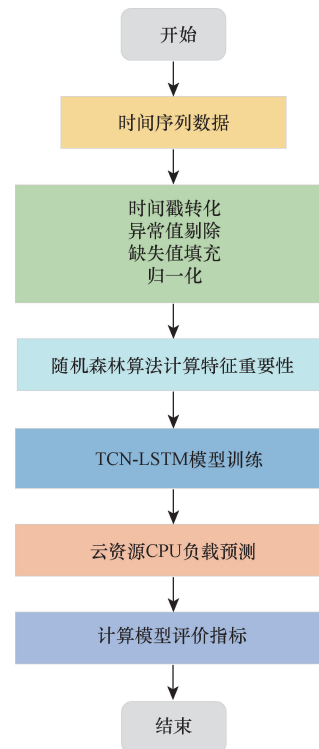 开始
时间序列数据
时间戳转化
异常值剔除
缺失值填充
归一化
随机森林算法计算特征重要性
TCN-LSTM模型训练
云资源CPU负载预测
计算模型评价指标
结束